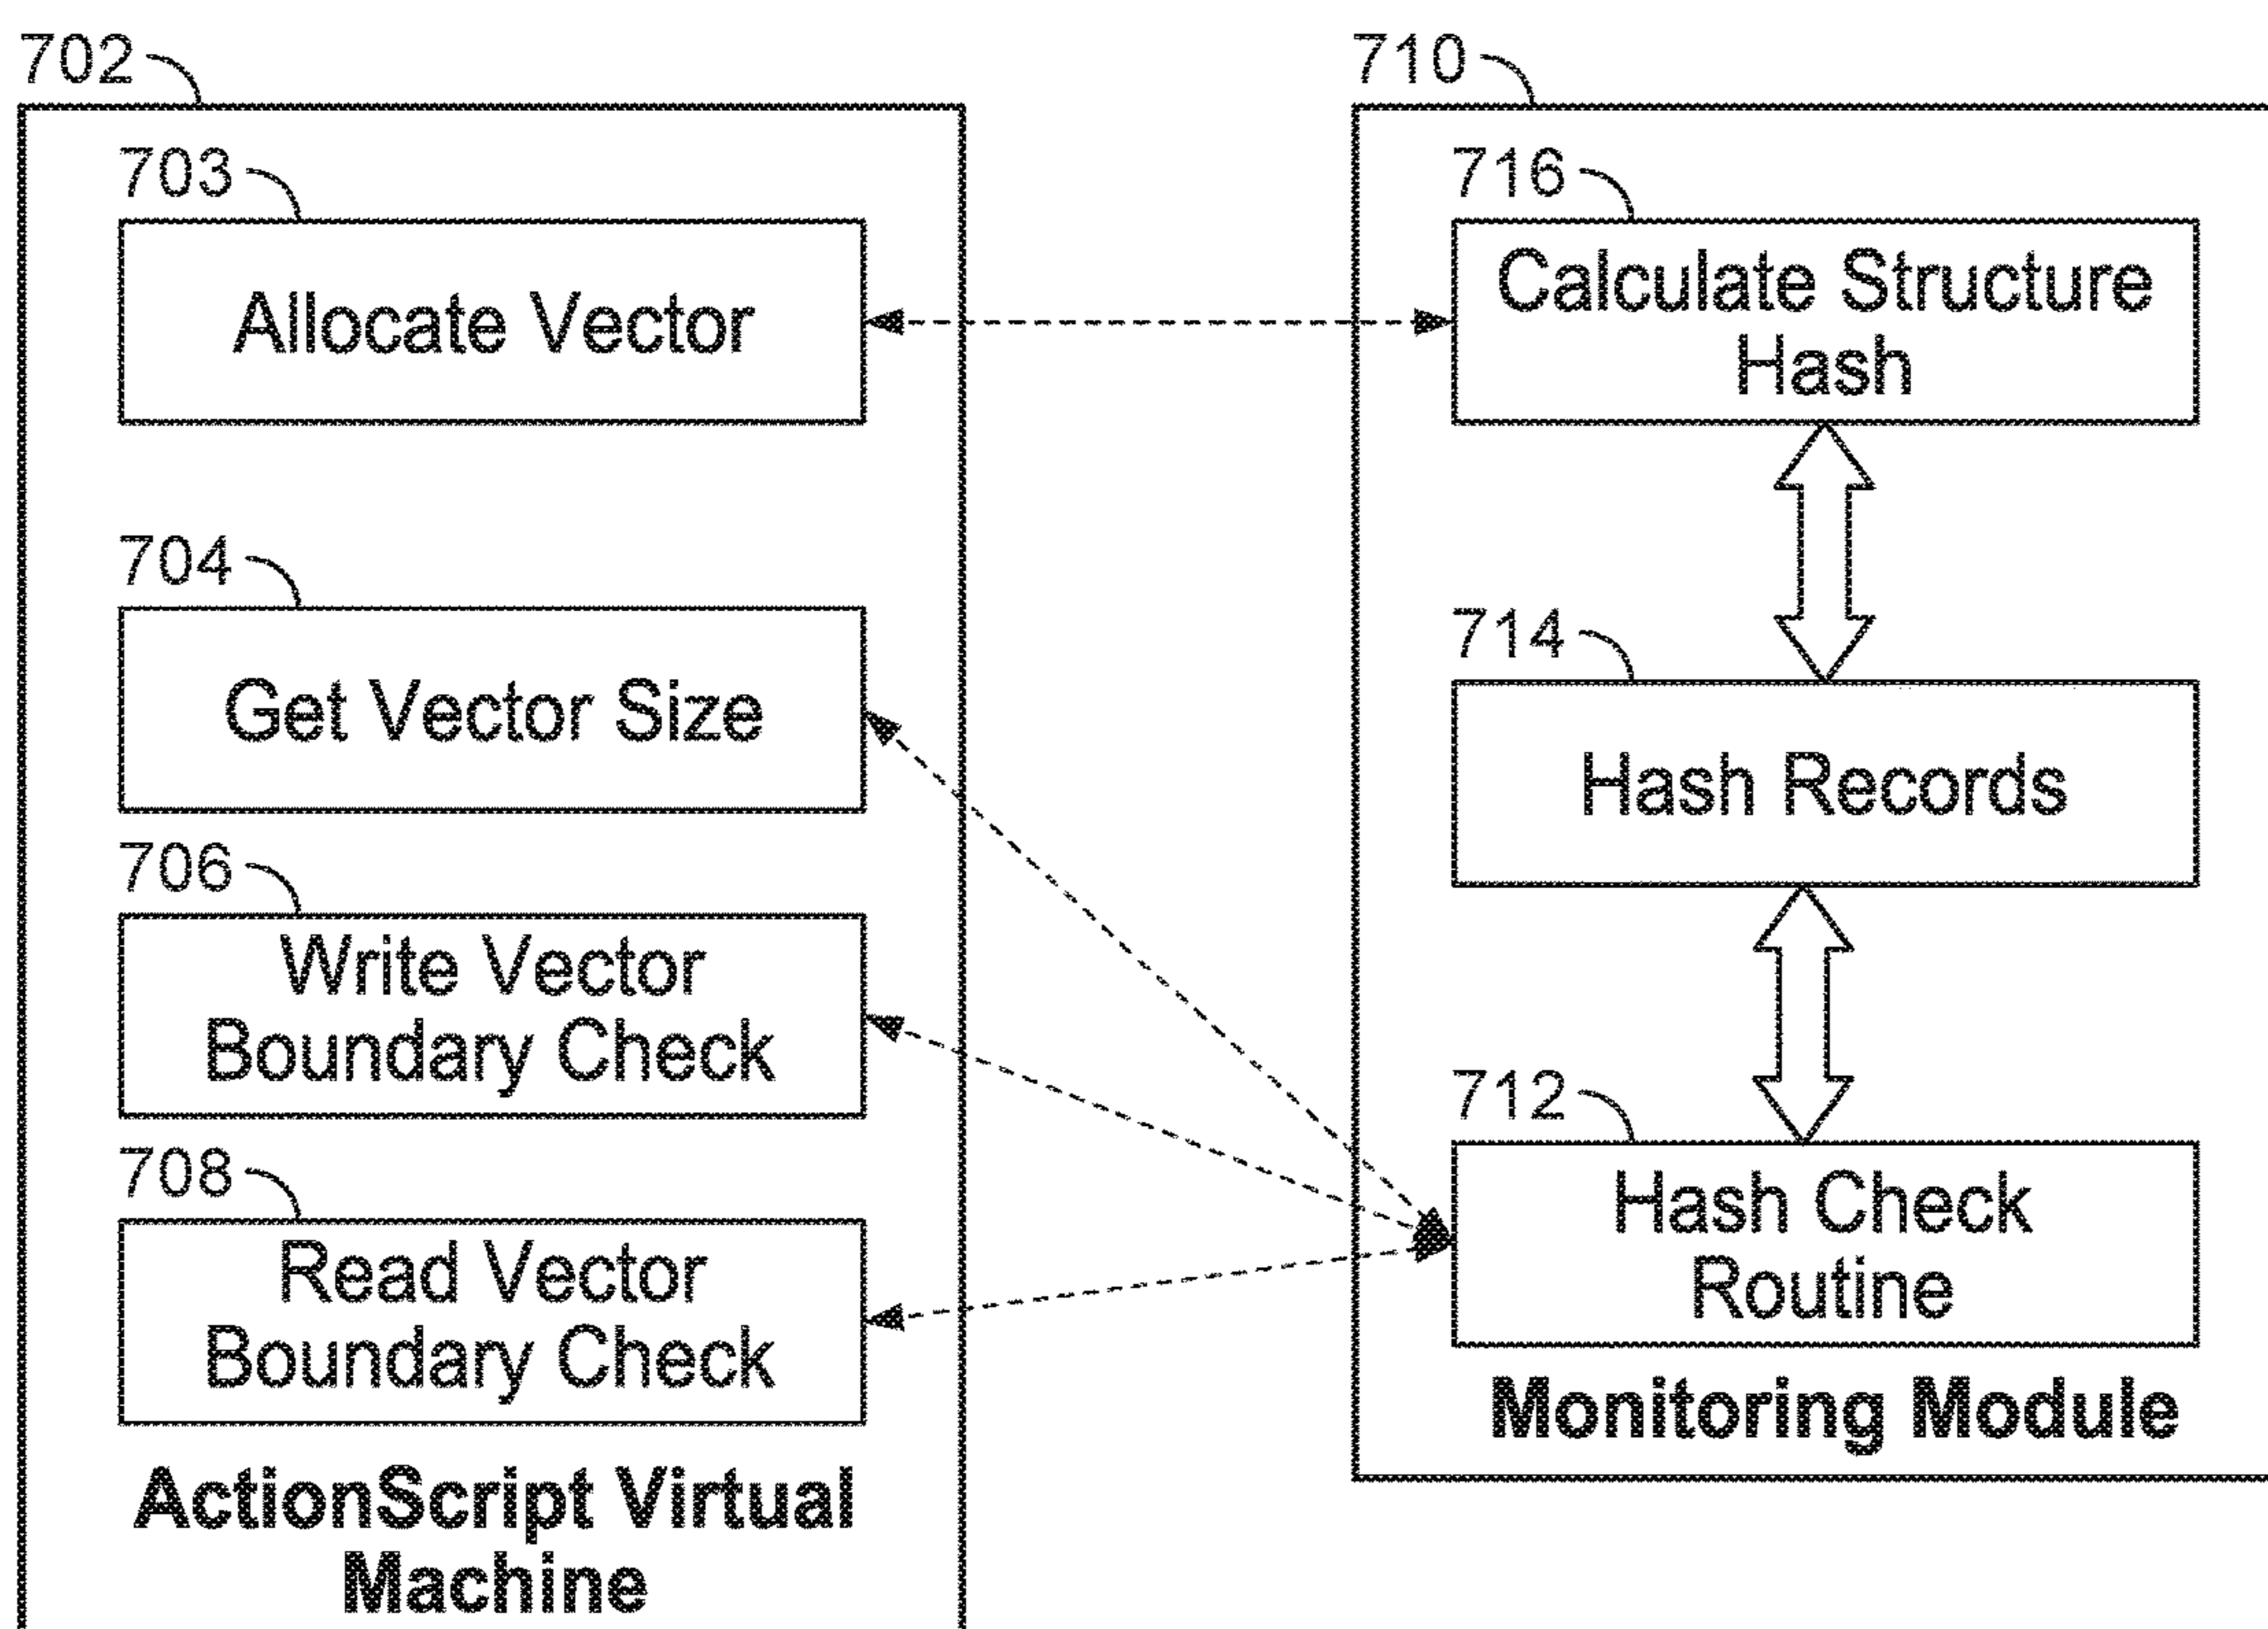 702
703
Allocate Vector
704
Get Vector Size
706
Write Vector
Boundary Check
708
Read Vector
Boundary Check
ActionScript Virtual
Machine
710
716
Calculate Structure
Hash
714
Hash Records
712
Hash Check
Routine
Monitoring Module